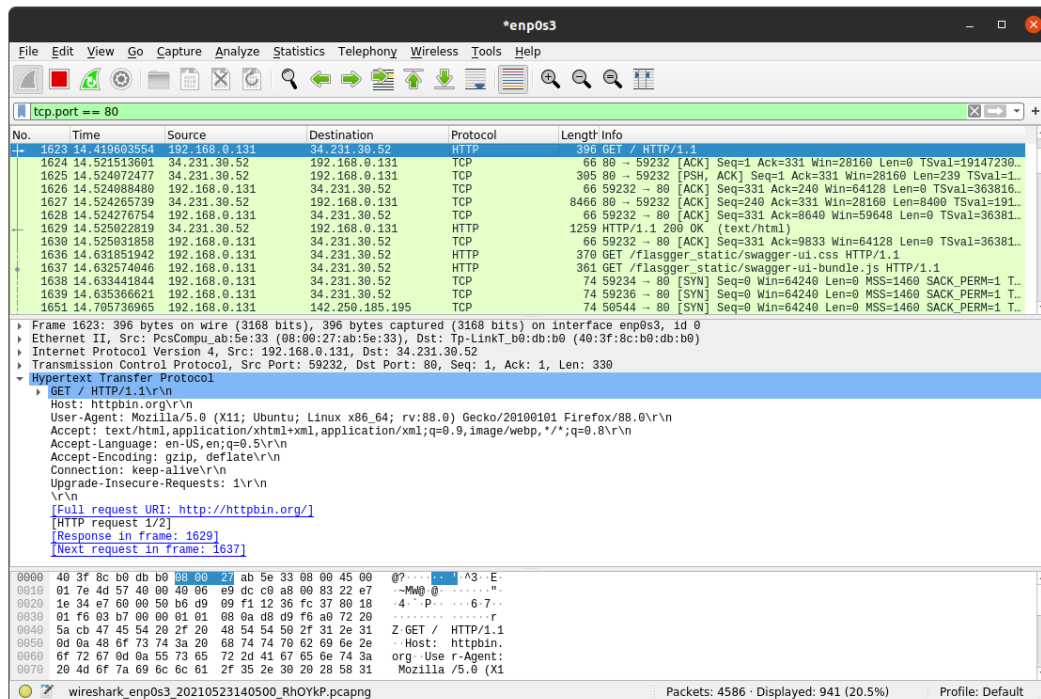 *enp0s3
File Edit View Go Capture Analyze Statistics Telephony Wireless Tools Help
tcp.port == 80
No. Time Source Destination Protocol Length Info
1623 14.419603554 192.168.0.131 34.231.30.52 HTTP 396 GET / HTTP/1.1
1624 14.521513601 34.231.30.52 192.168.0.131 TCP 66 80 → 59232 [ACK] Seq=1 Ack=331 Win=28160 Len=0 TSval=19147230…
1625 14.524072477 34.231.30.52 192.168.0.131 TCP 305 80 → 59232 [PSH, ACK] Seq=1 Ack=331 Win=28160 Len=239 TSval=1…
1626 14.524088480 192.168.0.131 34.231.30.52 TCP 66 59232 → 80 [ACK] Seq=331 Ack=240 Win=64128 Len=0 TSval=363816…
1627 14.524265739 34.231.30.52 192.168.0.131 TCP 8466 80 → 59232 [ACK] Seq=240 Ack=331 Win=28160 Len=8400 TSval=191…
1628 14.524276754 192.168.0.131 34.231.30.52 TCP 66 59232 → 80 [ACK] Seq=331 Ack=8640 Win=59648 Len=0 TSval=36381…
1629 14.525022819 34.231.30.52 192.168.0.131 HTTP 1259 HTTP/1.1 200 OK (text/html)
1630 14.525031858 192.168.0.131 34.231.30.52 TCP 66 59232 → 80 [ACK] Seq=331 Ack=9833 Win=64128 Len=0 TSval=36381…
1636 14.631851942 192.168.0.131 34.231.30.52 HTTP 370 GET /flasgger_static/swagger-ui.css HTTP/1.1
1637 14.632574046 192.168.0.131 34.231.30.52 HTTP 361 GET /flasgger_static/swagger-ui-bundle.js HTTP/1.1
1638 14.633441844 192.168.0.131 34.231.30.52 TCP 74 59234 → 80 [SYN] Seq=0 Win=64240 Len=0 MSS=1460 SACK_PERM=1 T…
1639 14.635366621 192.168.0.131 34.231.30.52 TCP 74 59236 → 80 [SYN] Seq=0 Win=64240 Len=0 MSS=1460 SACK_PERM=1 T…
1651 14.705736965 192.168.0.131 142.250.185.195 TCP 74 50544 → 80 [SYN] Seq=0 Win=64240 Len=0 MSS=1460 SACK_PERM=1 T…
Frame 1623: 396 bytes on wire (3168 bits), 396 bytes captured (3168 bits) on interface enp0s3, id 0
Ethernet II, Src: PcsCompu_ab:5e:33 (08:00:27:ab:5e:33), Dst: Tp-LinkT_b0:db:b0 (40:3f:8c:b0:db:b0)
Internet Protocol Version 4, Src: 192.168.0.131, Dst: 34.231.30.52
Transmission Control Protocol, Src Port: 59232, Dst Port: 80, Seq: 1, Ack: 1, Len: 330
Hypertext Transfer Protocol
GET / HTTP/1.1\r\n
Host: httpbin.org\r\n
User-Agent: Mozilla/5.0 (X11; Ubuntu; Linux x86_64; rv:88.0) Gecko/20100101 Firefox/88.0\r\n
Accept: text/html,application/xhtml+xml,application/xml;q=0.9,image/webp,*/*;q=0.8\r\n
Accept-Language: en-US,en;q=0.5\r\n
Accept-Encoding: gzip, deflate\r\n
Connection: keep-alive\r\n
Upgrade-Insecure-Requests: 1\r\n
\r\n
[Full request URI: http://httpbin.org/]
[HTTP request 1/2]
[Response in frame: 1629]
[Next request in frame: 1637]
0000 40 3f 8c b0 db b0 08 00 27 ab 5e 33 08 00 45 00 @?······ '·^3··E·
0010 01 7e 4d 57 40 00 40 06 e9 dc c0 a8 00 83 22 e7 ·~MW@·@· ······"·
0020 1e 34 e7 60 00 50 b6 d9 09 f1 12 36 fc 37 80 18 ·4·`·P·· ···6·7··
0030 01 f6 03 b7 00 00 01 01 08 0a d8 d9 f6 a0 72 20 ········ ······r
0040 5a cb 47 45 54 20 2f 20 48 54 54 50 2f 31 2e 31 Z·GET / HTTP/1.1
0050 0d 0a 48 6f 73 74 3a 20 68 74 74 70 62 69 6e 2e ··Host: httpbin.
0060 6f 72 67 0d 0a 55 73 65 72 2d 41 67 65 6e 74 3a org··Use r-Agent:
0070 20 4d 6f 7a 69 6c 6c 61 2f 35 2e 30 20 28 58 31 Mozilla /5.0 (X1
wireshark_enp0s3_20210523140500_RhOYkP.pcapng Packets: 4586 · Displayed: 941 (20.5%) Profile: Default